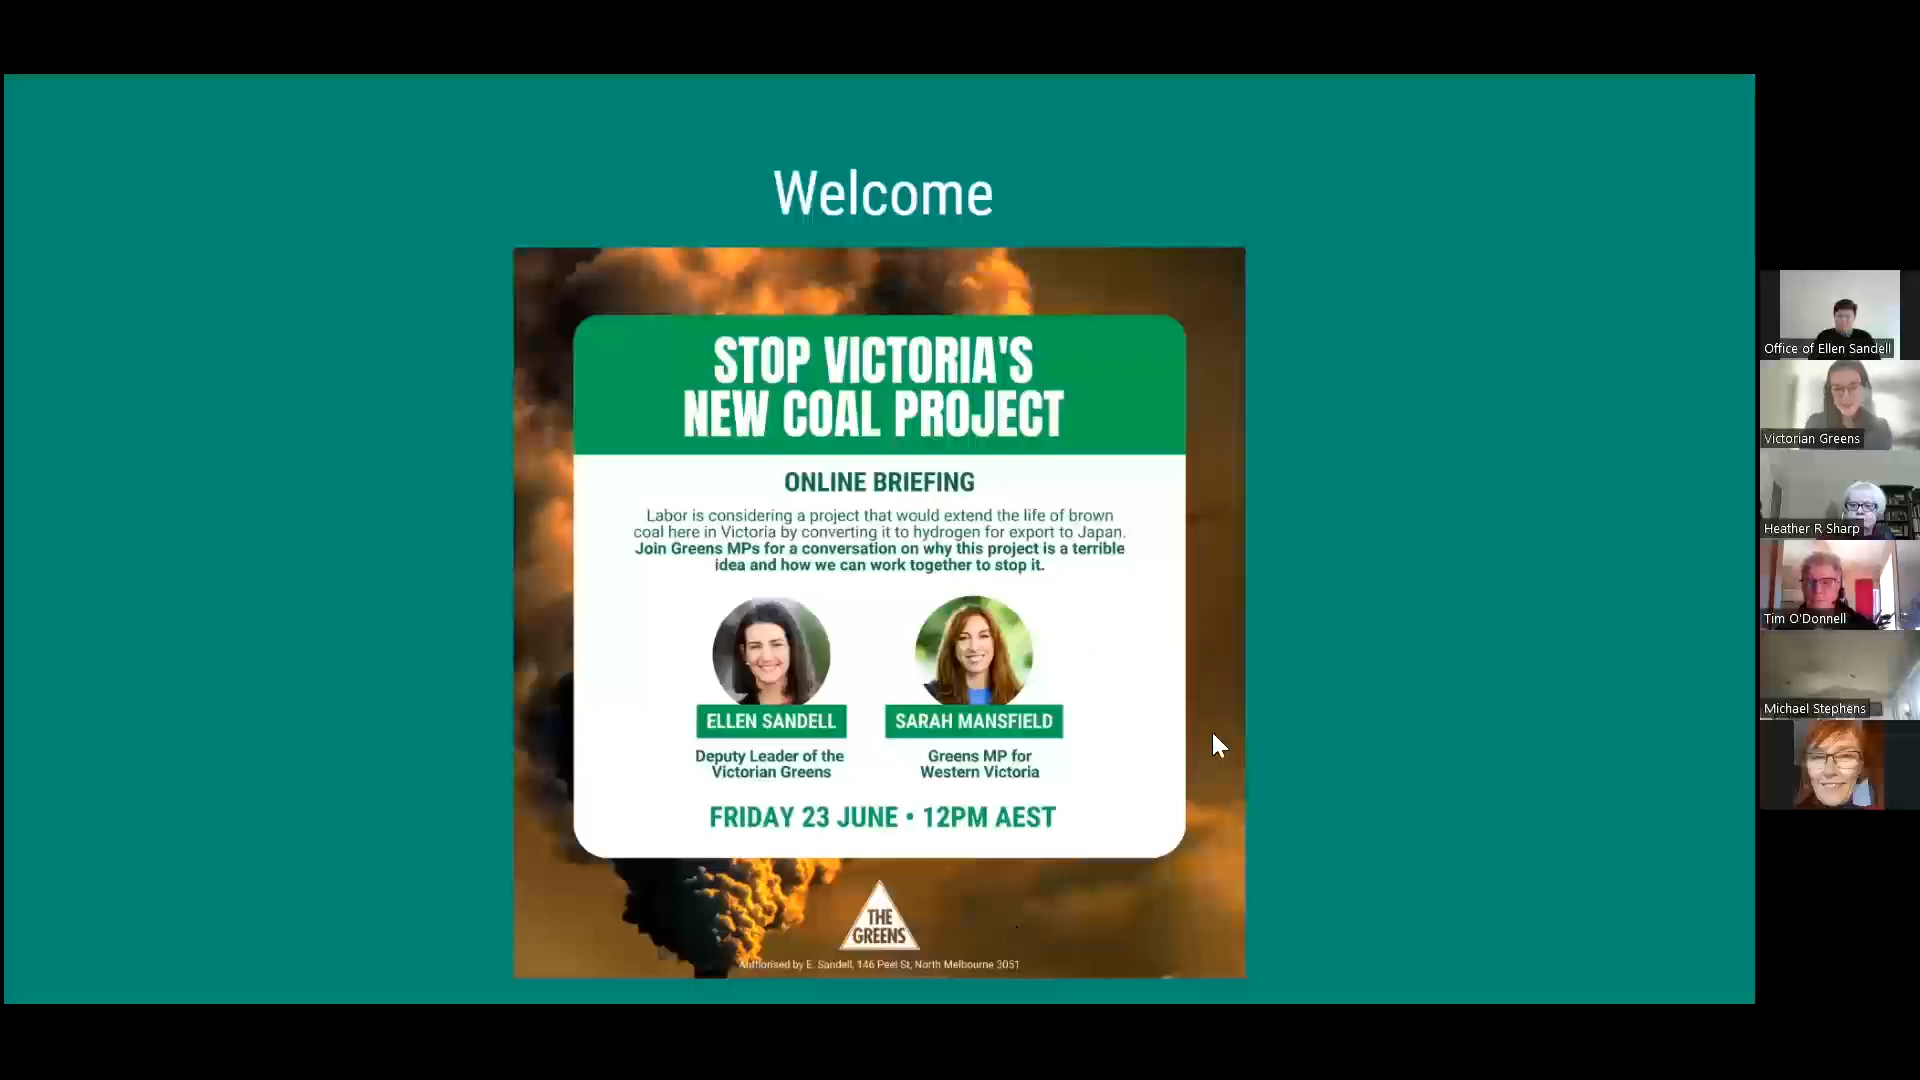 Welcome
STOP VICTORIA'S
NEW COAL PROJECT
ONLINE BRIEFING
Labor is considering a project that would extend the life of brown
coal here in Victoria by converting it to hydrogen for export to Japan.
Join Greens MPs for a conversation on why this project is a terrible
idea and how we can work together to stop it.
ELLEN SANDELL
Deputy Leader of the
Victorian Greens
SARAH MANSFIELD
Greens MP for
Western Victoria
FRIDAY 23 JUNE • 12PM AEST
THE
GREENS
Authorised by E. Sandell, 146 Peel St, North Melbourne 3051
Office of Ellen Sandell
Victorian Greens
Heather R Sharp
Tim O'Donnell
Michael Stephens